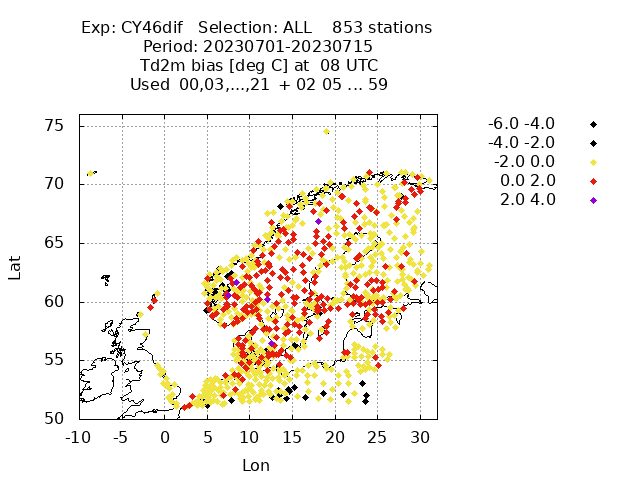 Exp: CY46dif   Selection: ALL    853 stations
Period: 20230701-20230715
Td2m bias [deg C] at  08 UTC
Used  00,03,...,21  + 02 05 ... 59
-6.0 -4.0
-4.0 -2.0
-2.0 0.0
0.0 2.0
2.0 4.0
75
70
65
60
55
50
Lat
-10 -5 0 5 10 15 20 25 30
Lon